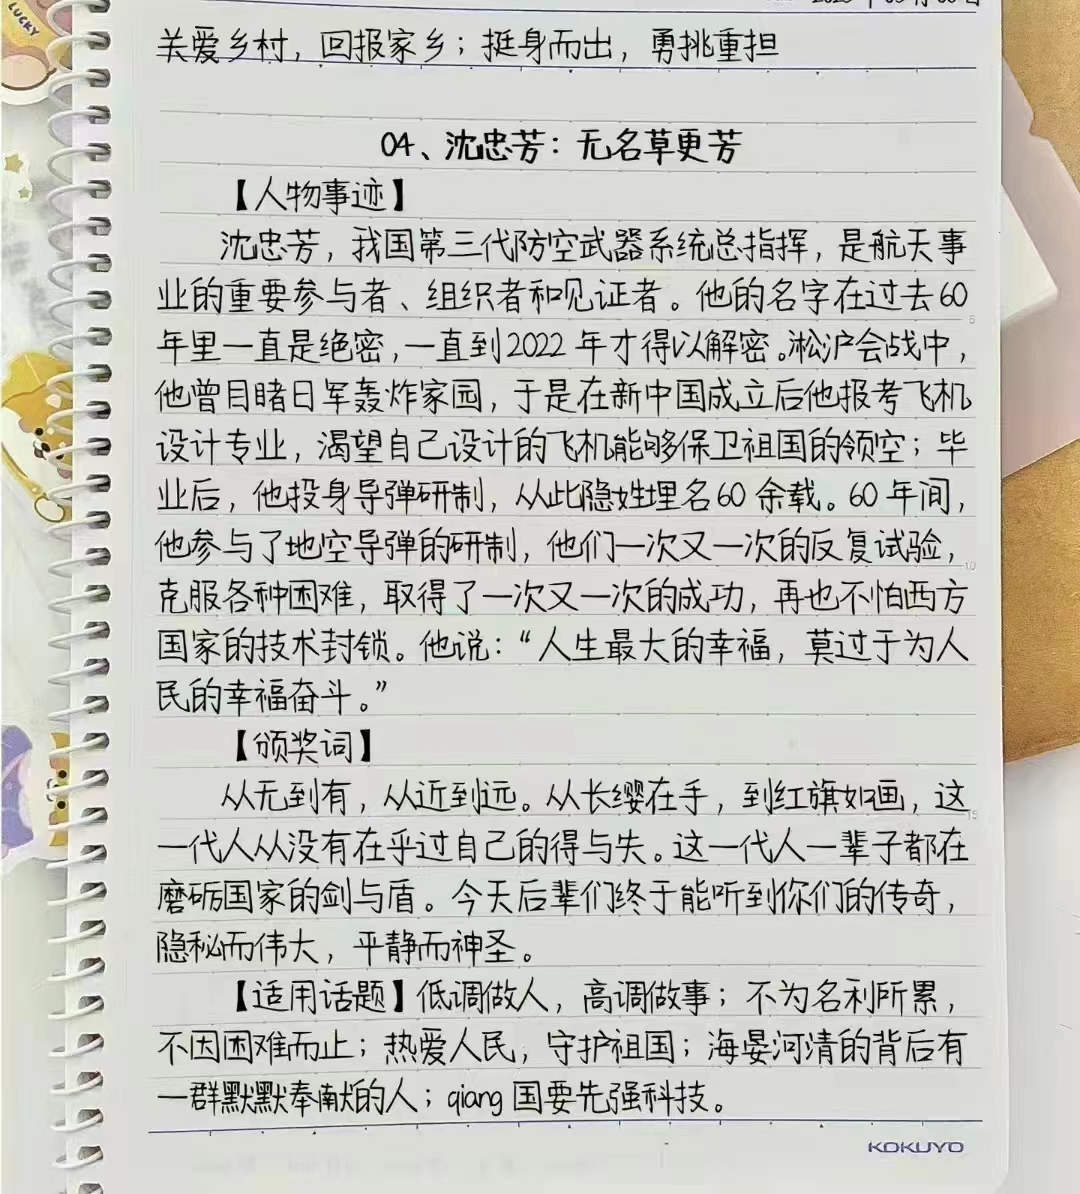 关爱乡村，回报家乡；挺身而出，勇挑重担
04、沈忠芳：无名草更芳
【人物事迹】
沈忠芳，我国第三代防空武器系统总指挥，是航天事
业的重要参与者、组织者和见证者。他的名字在过去60
年里一直是绝密，一直到2022年才得以解密。淞沪会战中，
他曾目睹日军轰炸家园，于是在新中国成立后他报考飞机
设计专业，渴望自己设计的飞机能够保卫祖国的领空；毕
业后，他投身导弹研制，从此隐姓埋名60余载。60年间，
他参与了地空导弹的研制，他们一次又一次的反复试验，
克服各种困难，取得了一次又一次的成功，再也不怕西方
国家的技术封锁。他说：“人生最大的幸福，莫过于为人
民的幸福奋斗。”
【颁奖词】
从无到有，从近到远。从长缨在手，到红旗如画，这
一代人从没有在乎过自己的得与失。这一代人一辈子都在
磨砺国家的剑与盾。今天后辈们终于能听到你们的传奇，
隐秘而伟大，平静而神圣。
【适用话题】低调做人，高调做事；不为名利所累，
不因困难而止；热爱人民，守护祖国；海晏河清的背后有
一群默默奉献的人；qiang国要先强科技。
KOKUYO
LUCKY
5
10
15